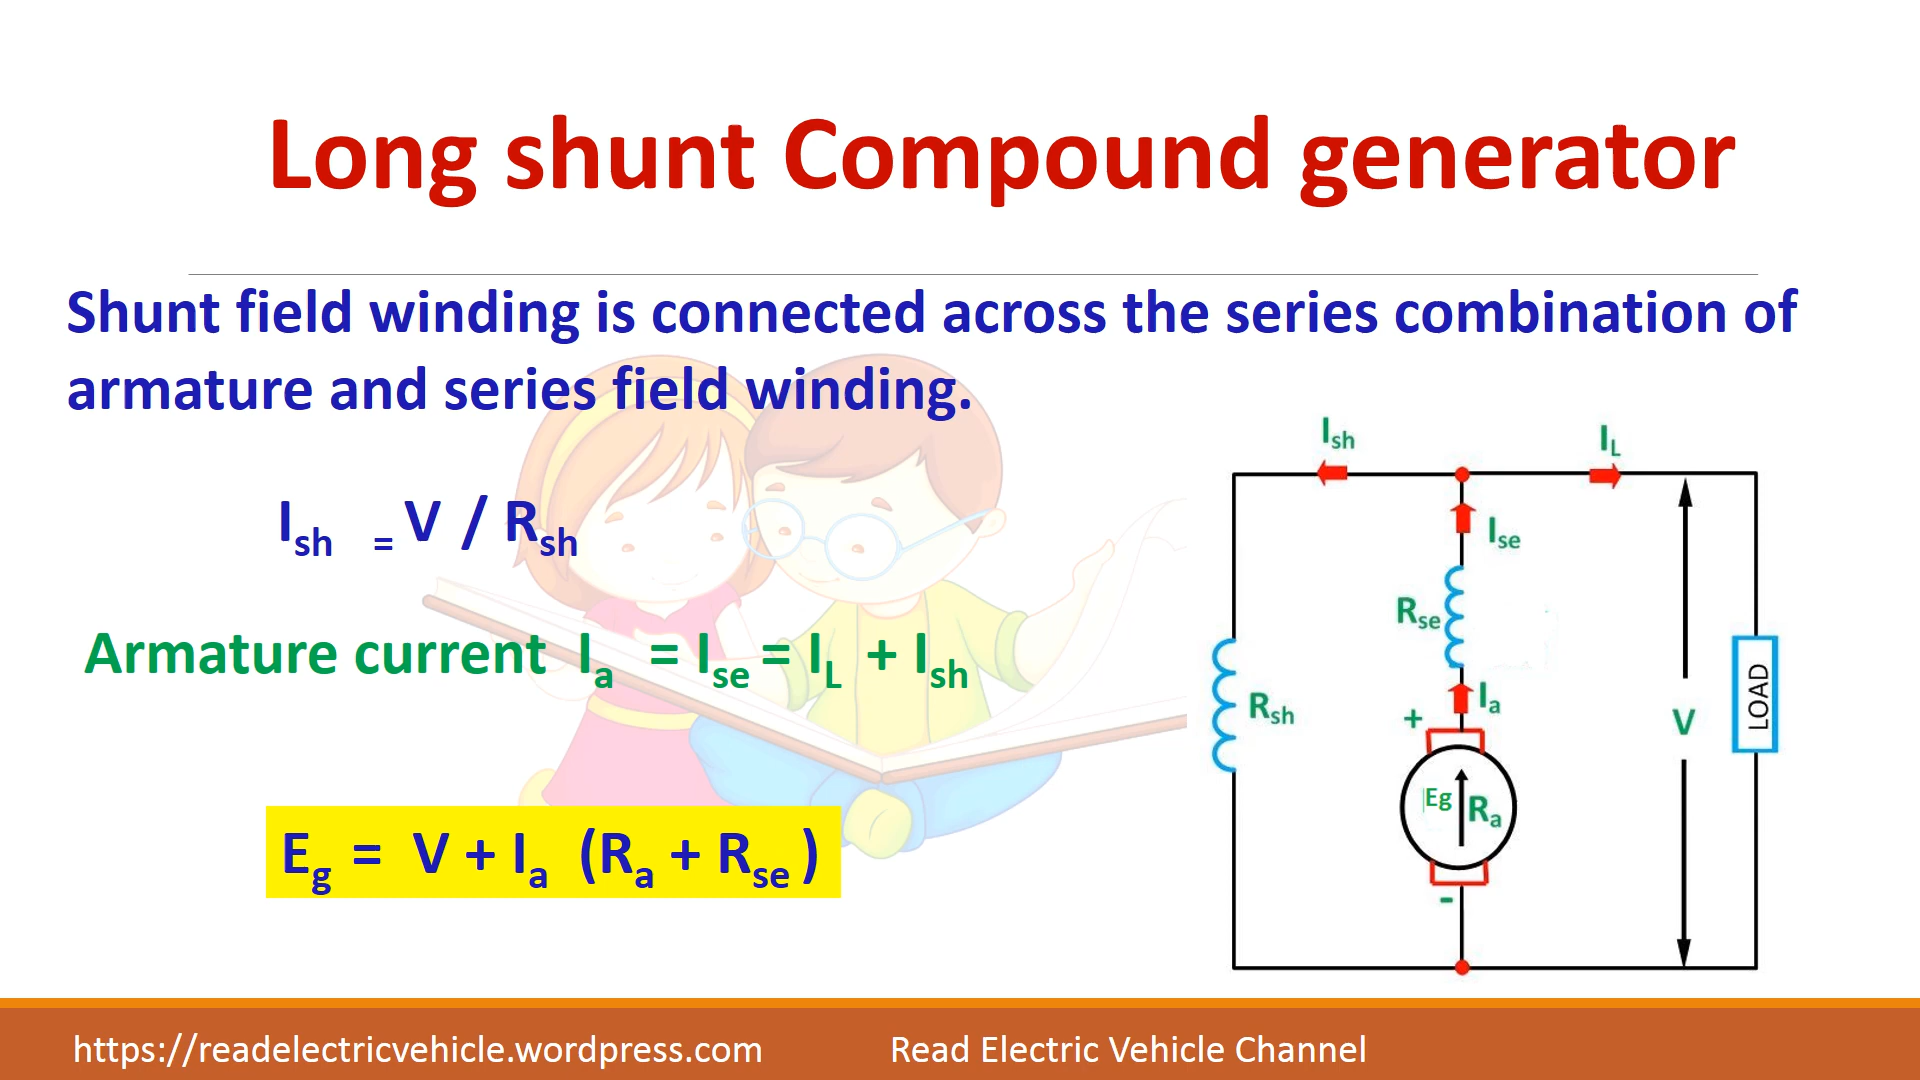 Long shunt Compound generator
Shunt field winding is connected across the series combination of
armature and series field winding.
Ish = V / Rsh
Armature current Ia = Ise = IL + Ish
Eg = V + Ia (Ra + Rse )
Ish
IL
Ise
Rse
Rsh
+
Ia
V
LOAD
Eg
Ra
-
https://readelectricvehicle.wordpress.com
Read Electric Vehicle Channel